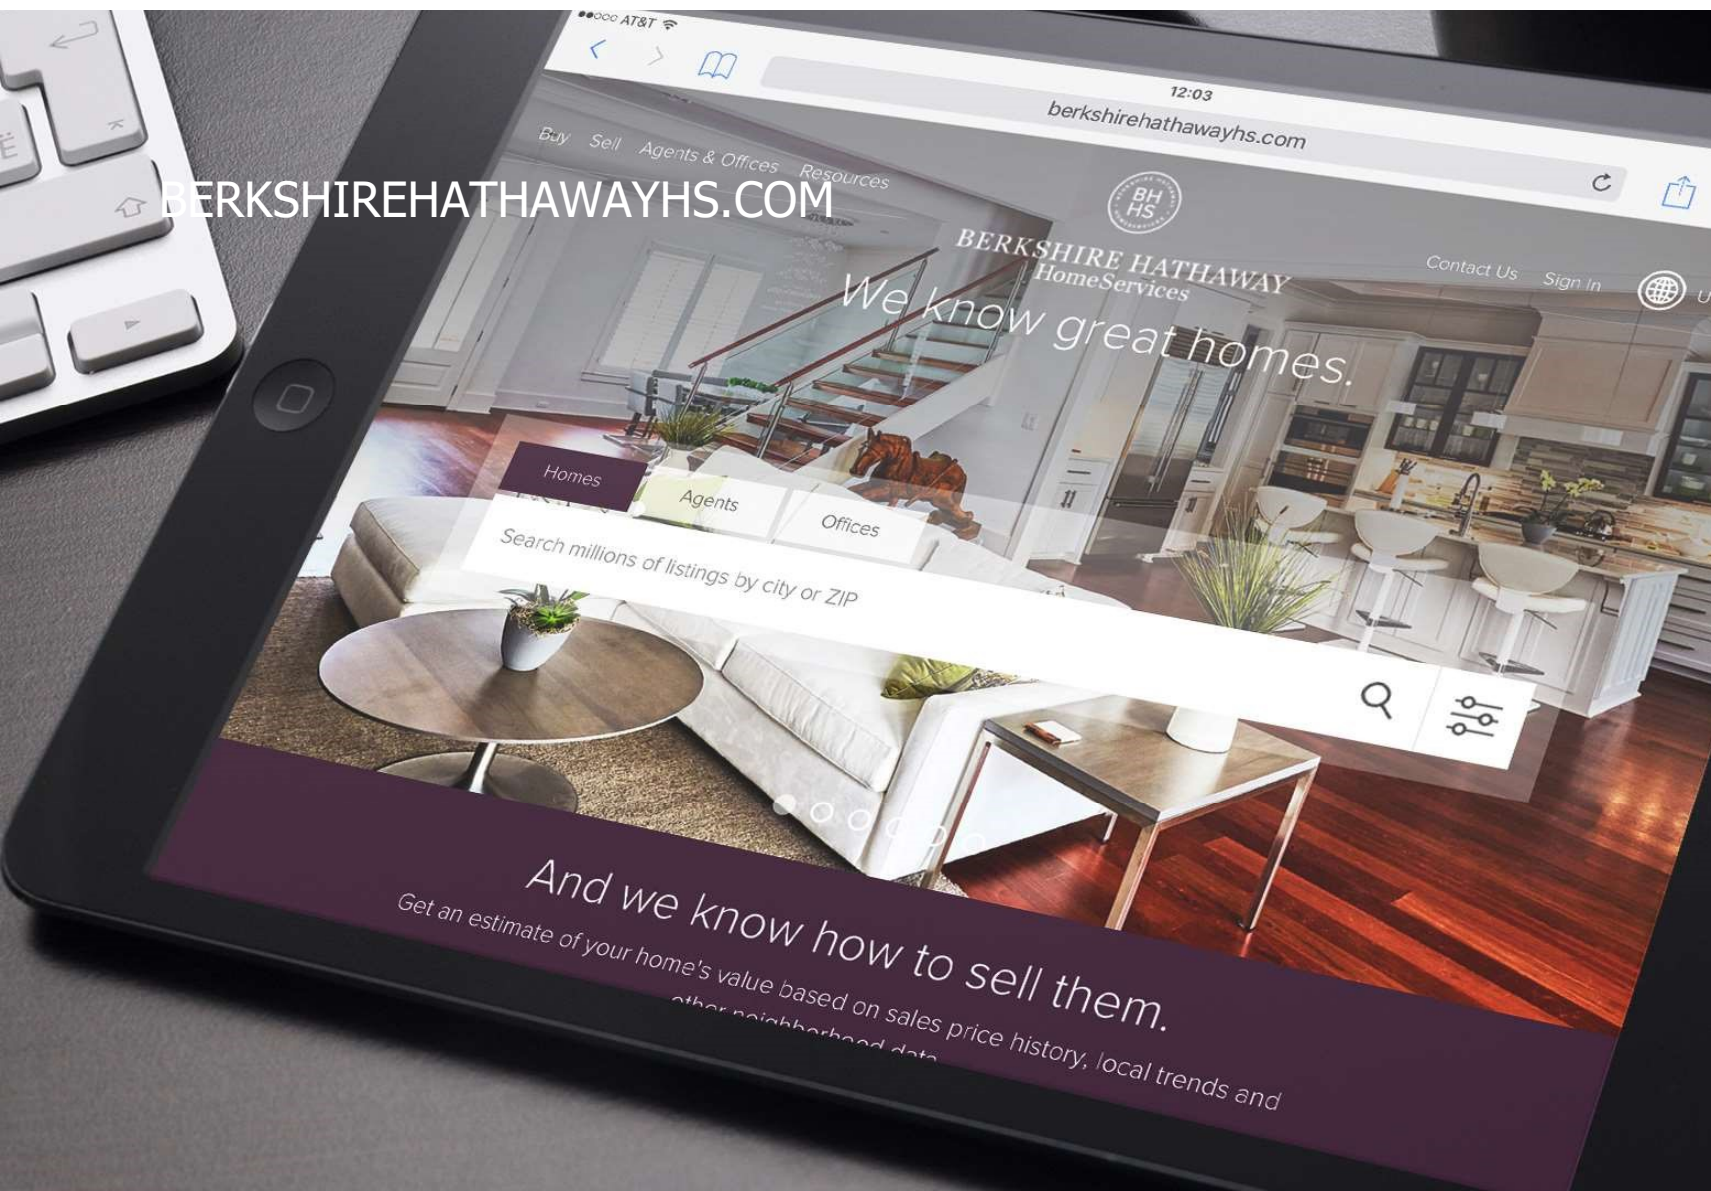 AT&T
12:03
berkshirehathawayhs.com
Buy Sell Agents & Offices Resources
BERKSHIREHATHAWAYHS.COM
BH
HS
BERKSHIRE HATHAWAY
HomeServices
Contact Us Sign In
We know great homes.
Homes Agents Offices
Search millions of listings by city or ZIP
And we know how to sell them.
Get an estimate of your home's value based on sales price history, local trends and
other neighborhood data